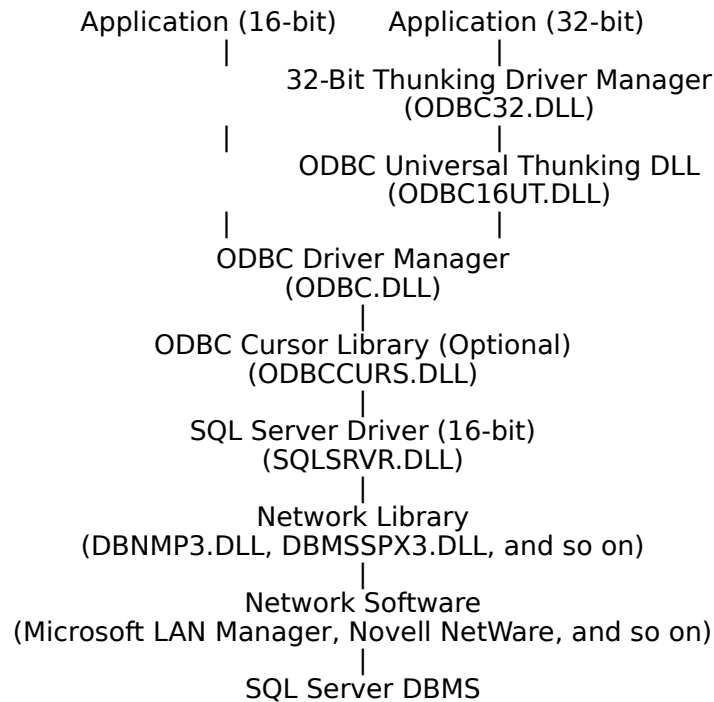 Application (16-bit) Application (32-bit)
| |
32-Bit Thunking Driver Manager
(ODBC32.DLL)
| |
ODBC Universal Thunking DLL
(ODBC16UT.DLL)
| |
ODBC Driver Manager
(ODBC.DLL)
|
ODBC Cursor Library (Optional)
(ODBCCURS.DLL)
|
SQL Server Driver (16-bit)
(SQLSRVR.DLL)
|
Network Library
(DBNMP3.DLL, DBMSSPX3.DLL, and so on)
|
Network Software
(Microsoft LAN Manager, Novell NetWare, and so on)
|
SQL Server DBMS